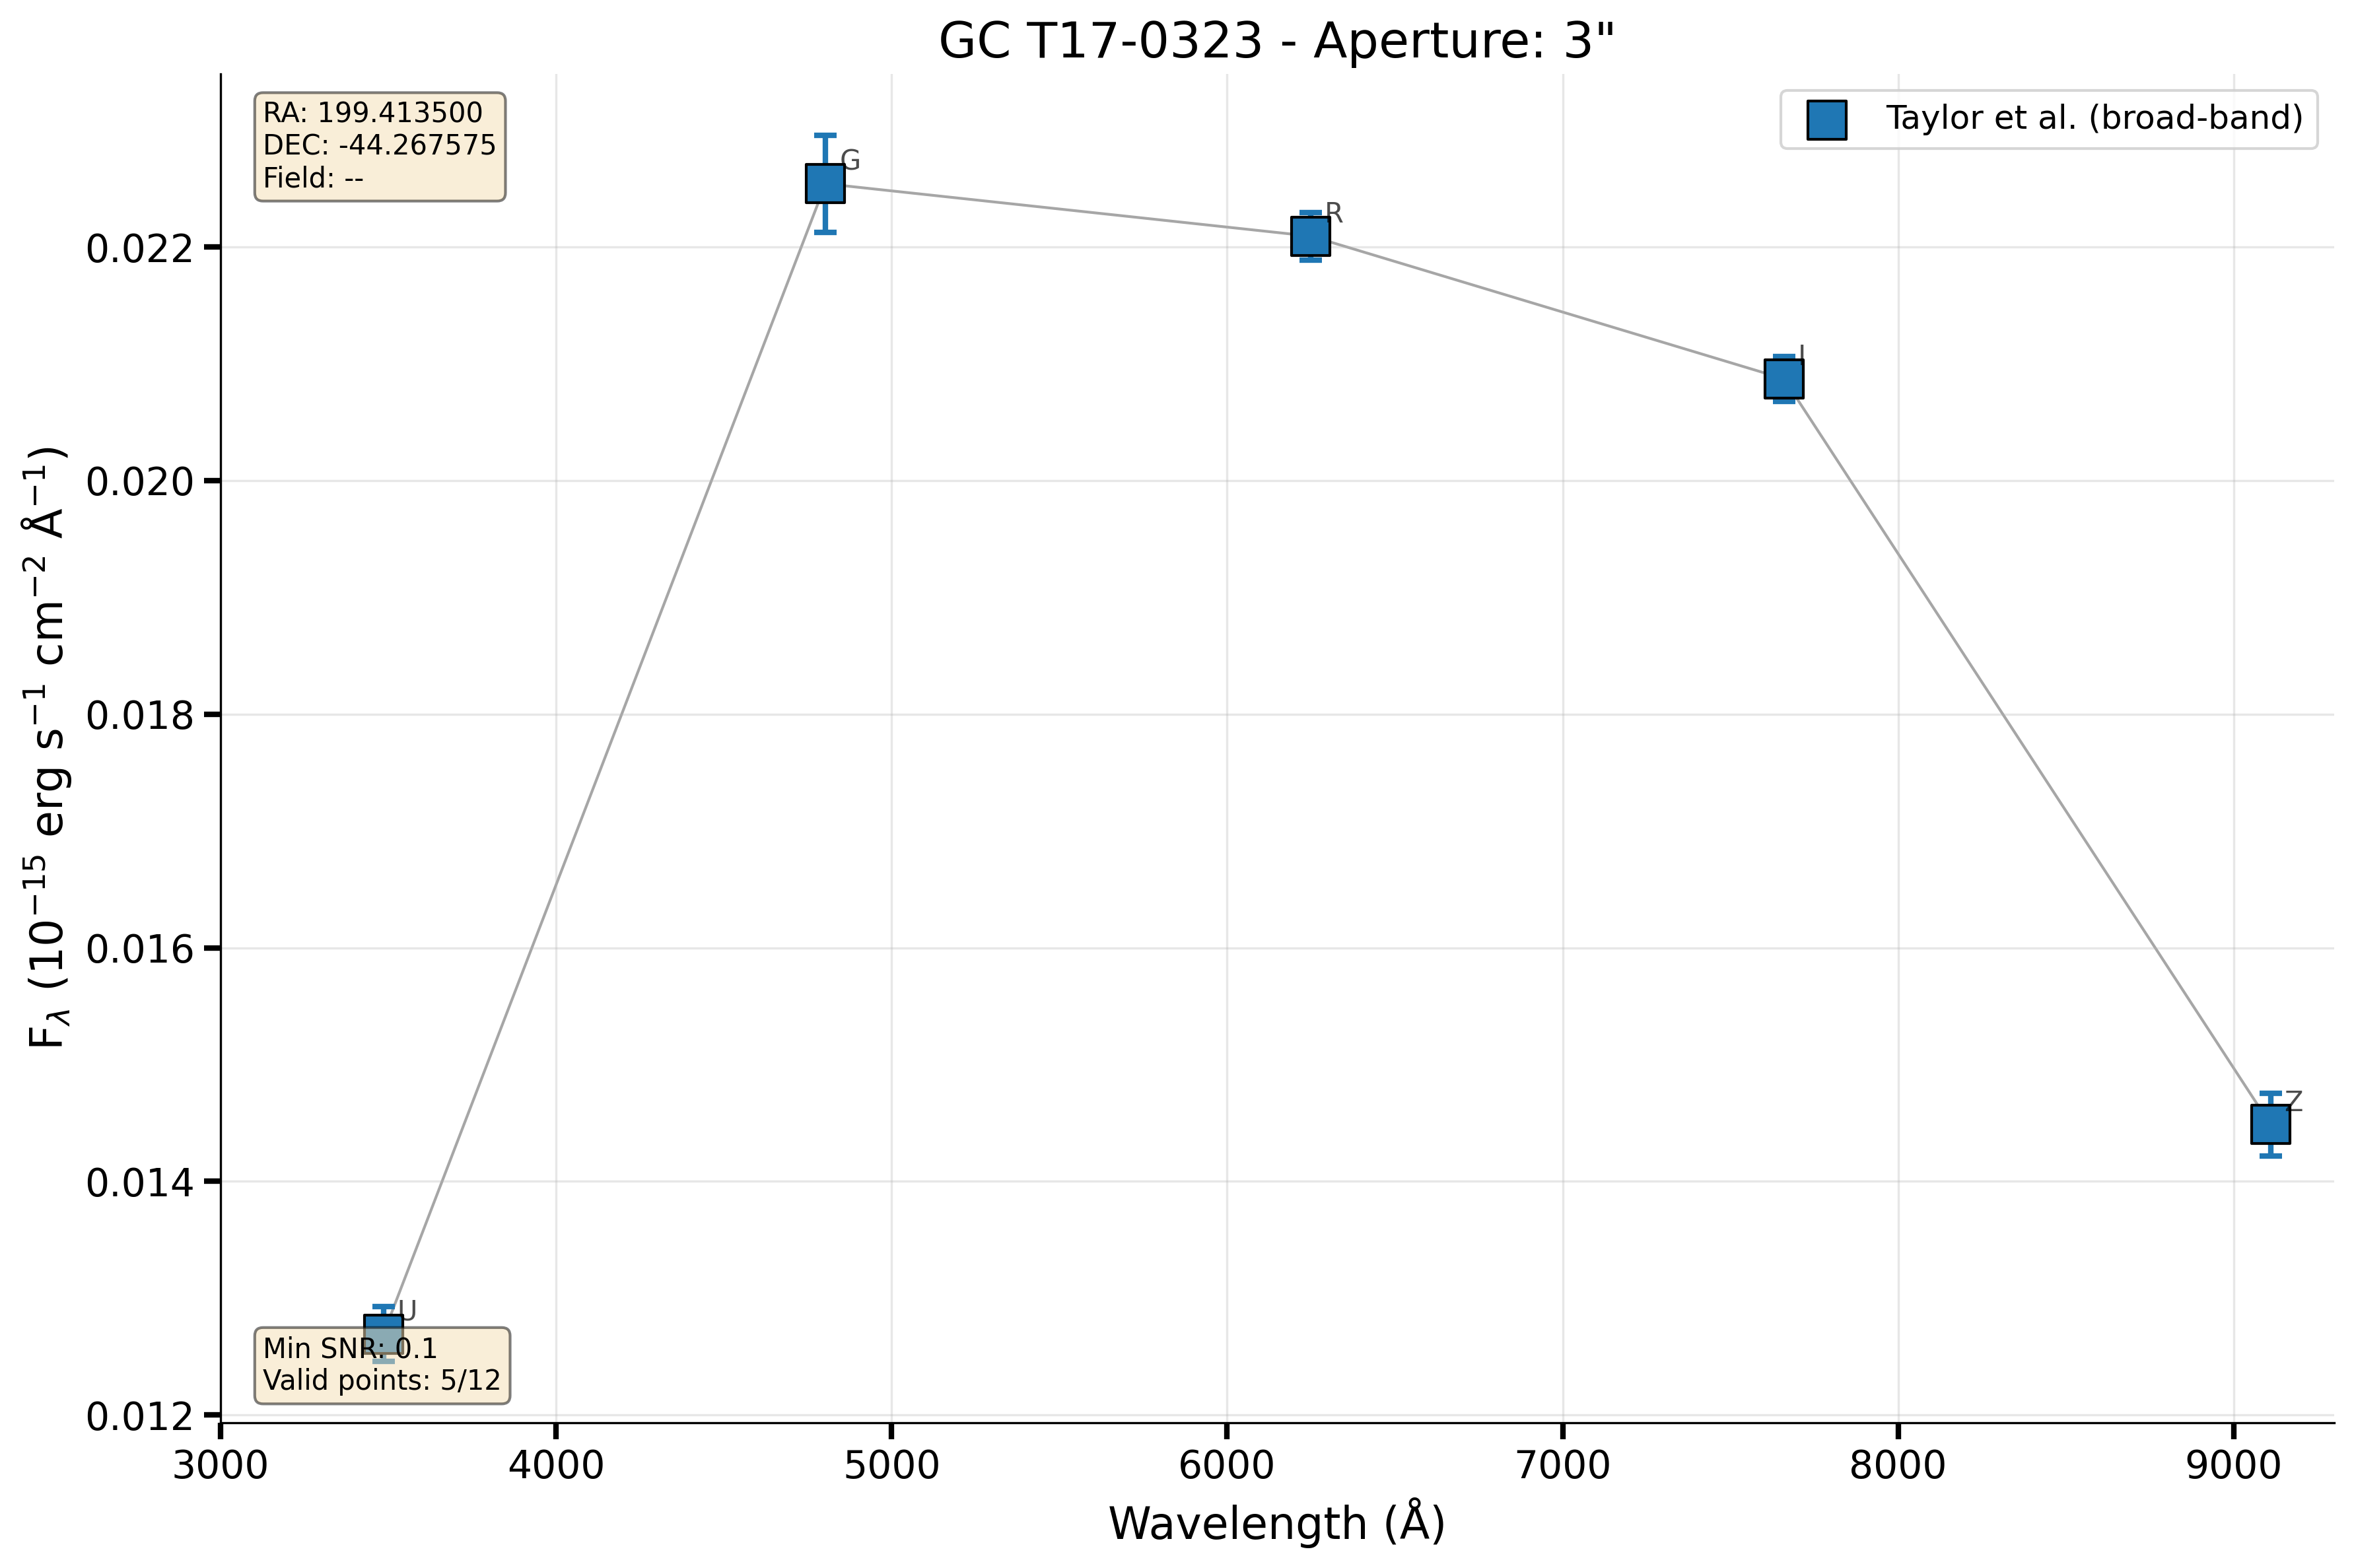 GC T17-0323 - Aperture: 3"
RA: 199.413500
DEC: -44.267575
Field: --
Taylor et al. (broad-band)
G
R
I
Z
U
Min SNR: 0.1
Valid points: 5/12
0.022
0.020
0.018
0.016
0.014
0.012
F_λ (10⁻¹⁵ erg s⁻¹ cm⁻² Å⁻¹)
3000 4000 5000 6000 7000 8000 9000
Wavelength (Å)